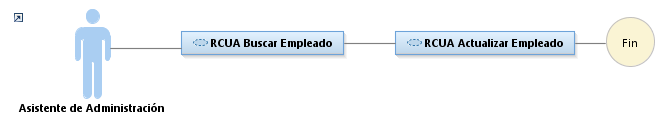 RCUA Buscar Empleado
RCUA Actualizar Empleado
Fin
Asistente de Administración